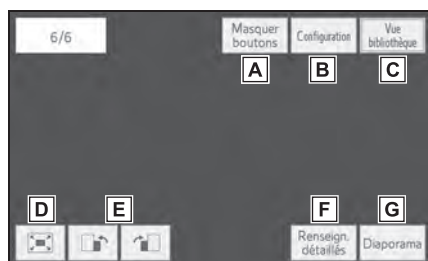 6/6
Masquer
boutons
Configuration
Vue
bibliothèque
A
B
C
D
E
F
G
Renseign.
détaillés
Diaporama